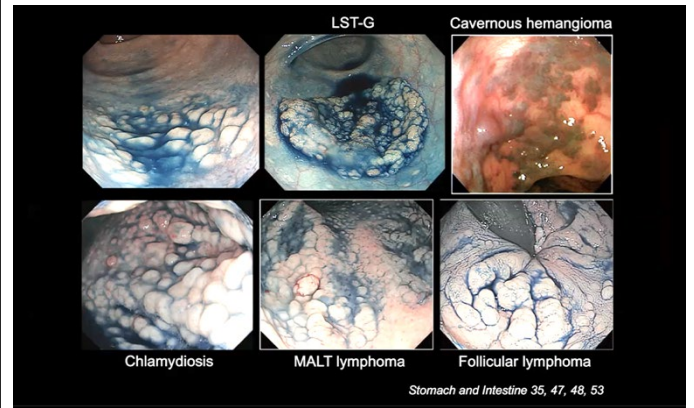 LST-G
Cavernous hemangioma
Chlamydiosis
MALT lymphoma
Follicular lymphoma
Stomach and Intestine 35, 47, 48, 53